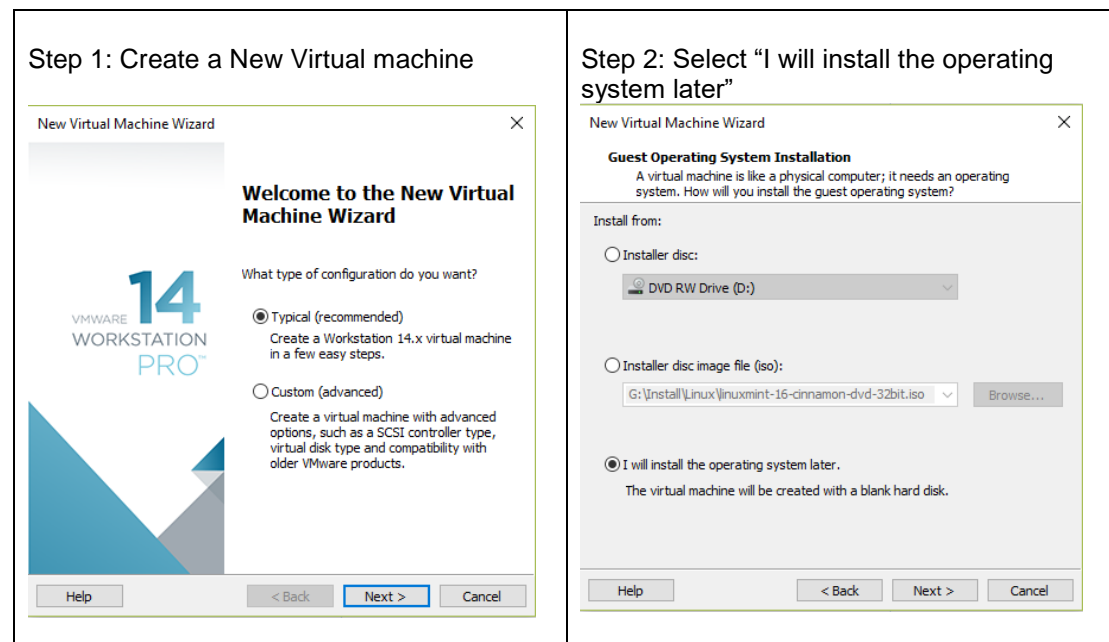 Step 1: Create a New Virtual machine
New Virtual Machine Wizard
Welcome to the New Virtual
Machine Wizard
What type of configuration do you want?
14
VMWARE
WORKSTATION
PRO™
Typical (recommended)
Create a Workstation 14.x virtual machine
in a few easy steps.
Custom (advanced)
Create a virtual machine with advanced
options, such as a SCSI controller type,
virtual disk type and compatibility with
older VMware products.
Help
< Back
Next >
Cancel
Step 2: Select “I will install the operating
system later”
New Virtual Machine Wizard
Guest Operating System Installation
A virtual machine is like a physical computer; it needs an operating
system. How will you install the guest operating system?
Install from:
Installer disc:
DVD RW Drive (D:)
Installer disc image file (iso):
G:\Install\Linux\linuxmint-16-cinnamon-dvd-32bit.iso
Browse...
I will install the operating system later.
The virtual machine will be created with a blank hard disk.
Help
< Back
Next >
Cancel